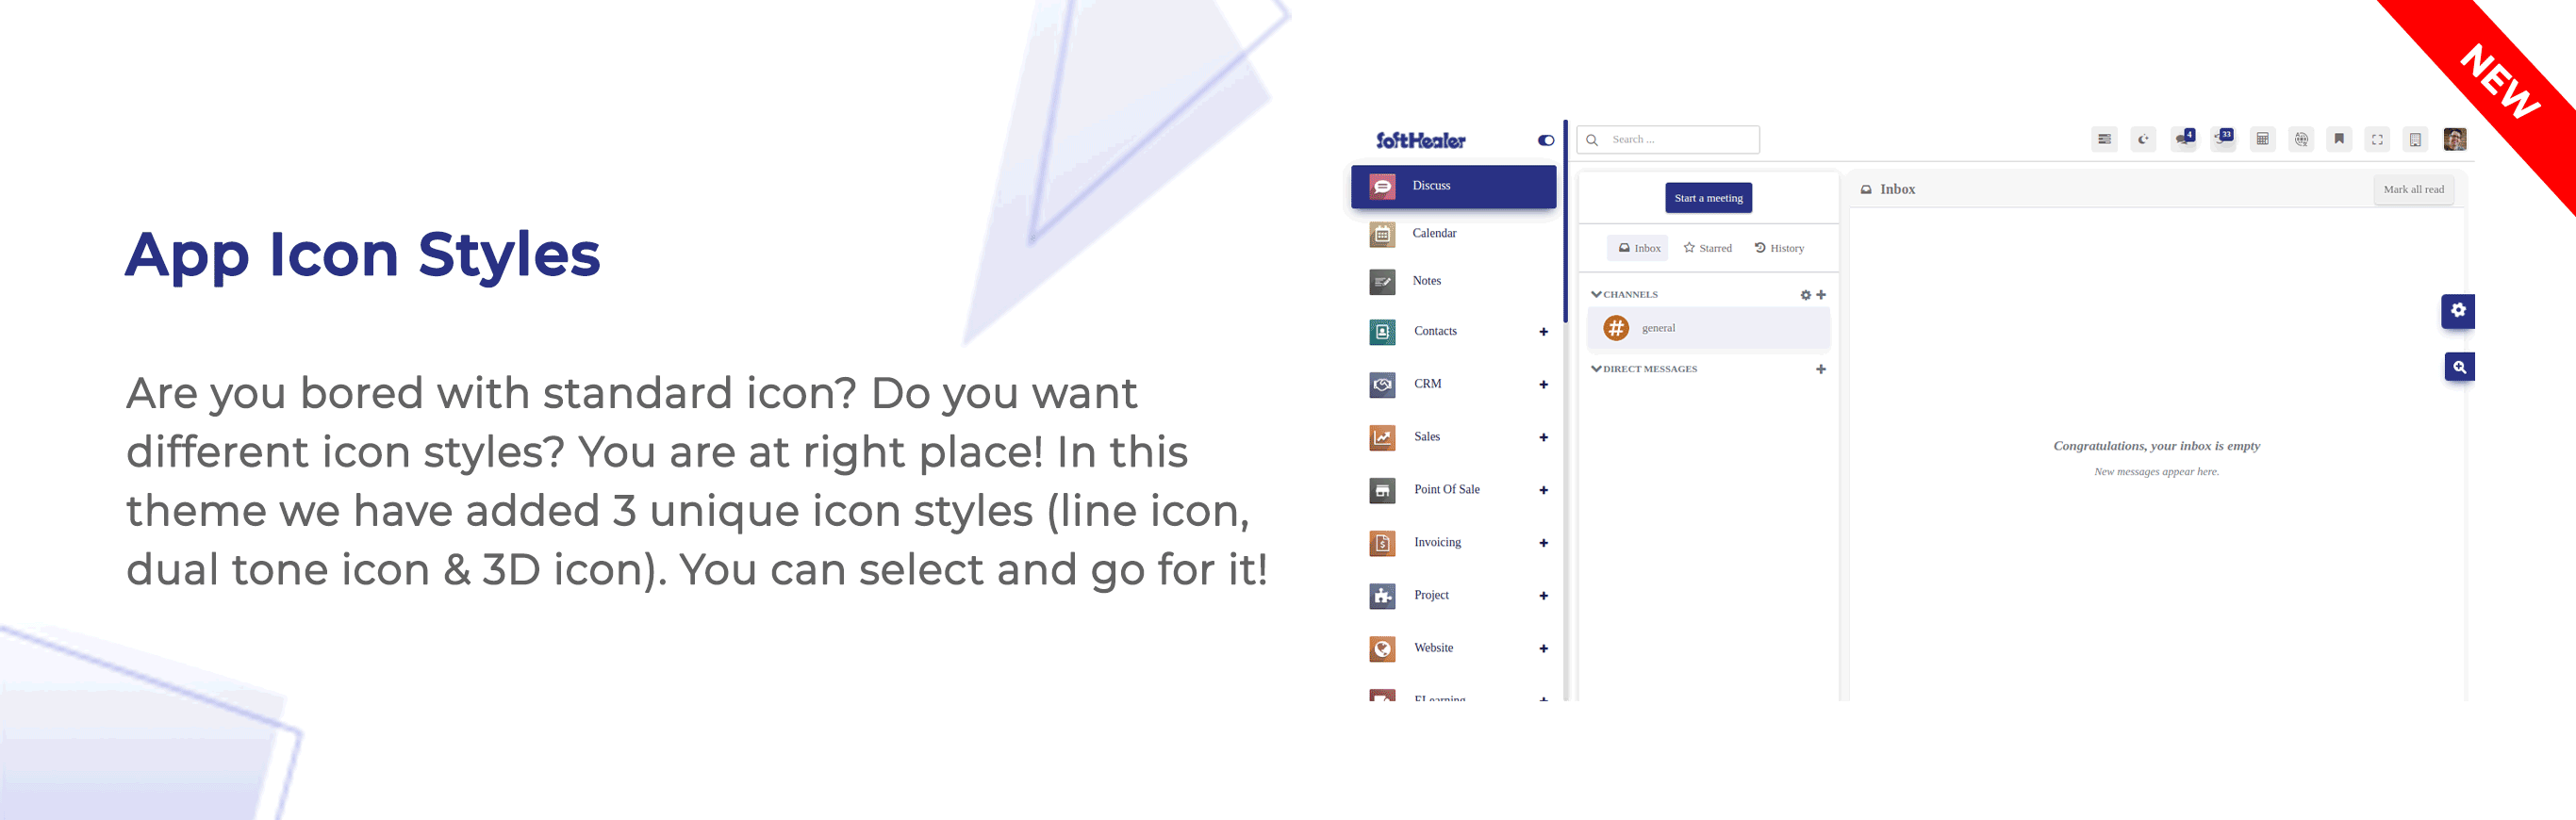 NEW
App Icon Styles
Are you bored with standard icon? Do you want
different icon styles? You are at right place! In this
theme we have added 3 unique icon styles (line icon,
dual tone icon & 3D icon). You can select and go for it!
SoftHealer
Search ...
4
33
Discuss
Calendar
Notes
Contacts
CRM
Sales
Point Of Sale
Invoicing
Project
Website
ELearning
Start a meeting
Inbox
Starred
History
CHANNELS
general
DIRECT MESSAGES
Inbox
Mark all read
Congratulations, your inbox is empty
New messages appear here.